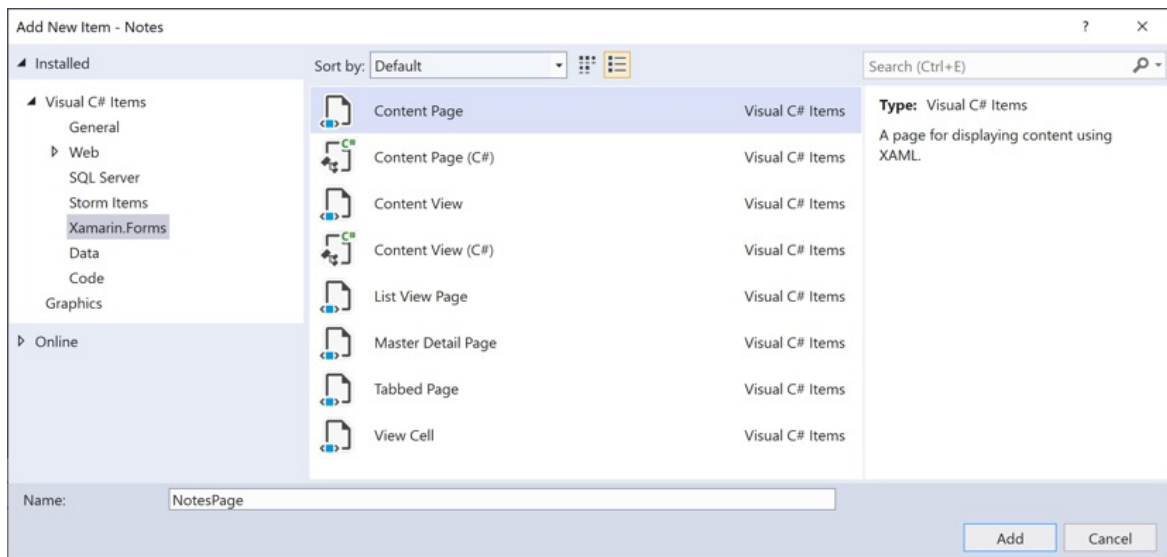 Add New Item - Notes
? ×
Installed
Sort by: Default
Search (Ctrl+E)
Visual C# Items
General
Web
SQL Server
Storm Items
Xamarin.Forms
Data
Code
Graphics
Online
Content Page Visual C# Items
C# Content Page (C#) Visual C# Items
Content View Visual C# Items
C# Content View (C#) Visual C# Items
List View Page Visual C# Items
Master Detail Page Visual C# Items
Tabbed Page Visual C# Items
View Cell Visual C# Items
Type: Visual C# Items
A page for displaying content using
XAML.
Name: NotesPage
Add Cancel